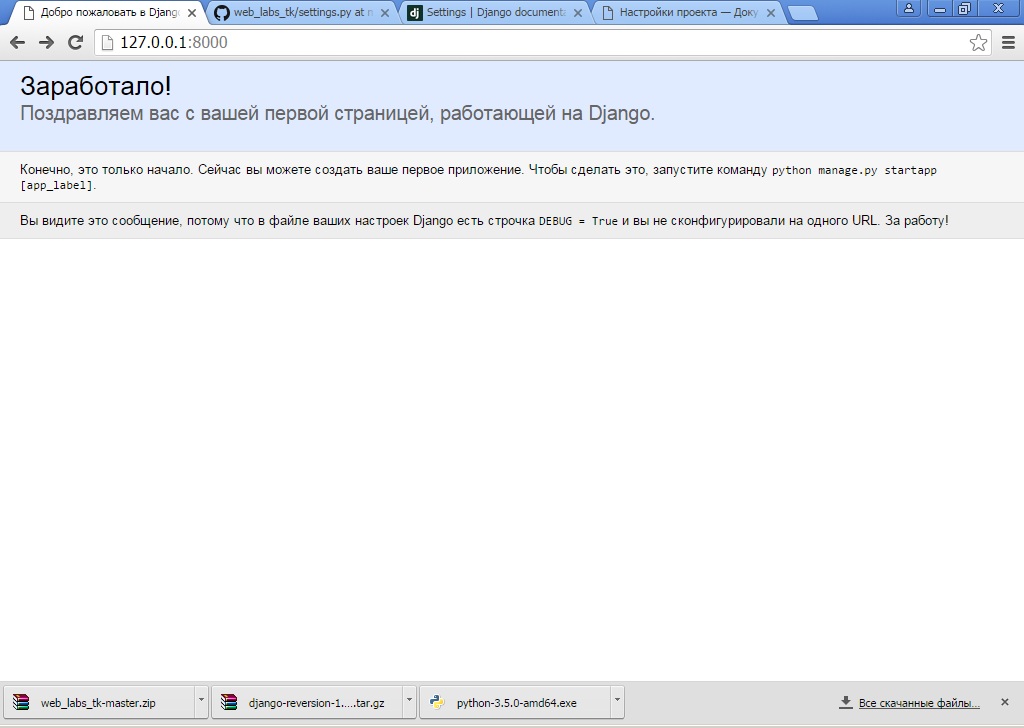 Добро пожаловать в Djang
web_labs_tk/settings.py at
dj Settings | Django document
Настройки проекта — Доку
127.0.0.1:8000
Заработало!
Поздравляем вас с вашей первой страницей, работающей на Django.
Конечно, это только начало. Сейчас вы можете создать ваше первое приложение. Чтобы сделать это, запустите команду python manage.py startapp
[app_label].
Вы видите это сообщение, потому что в файле ваших настроек Django есть строчка DEBUG = True и вы не сконфигурировали на одного URL. За работу!
web_labs_tk-master.zip
django-reversion-1.....tar.gz
python-3.5.0-amd64.exe
Все скачанные файлы...